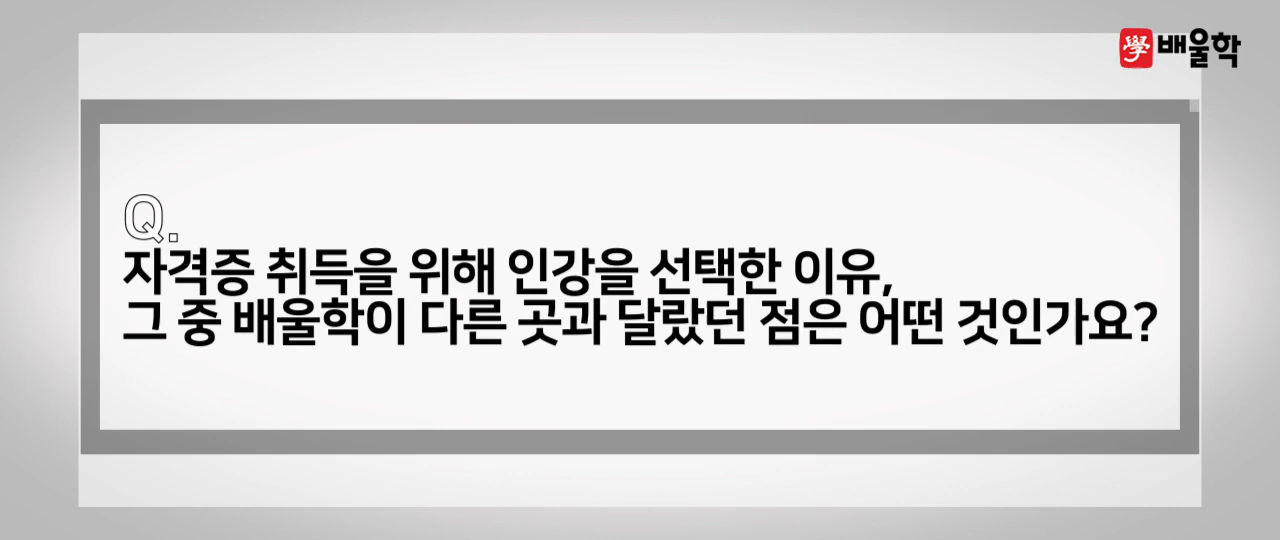 學 배울학
Q.
자격증 취득을 위해 인강을 선택한 이유,
그 중 배울학이 다른 곳과 달랐던 점은 어떤 것인가요?